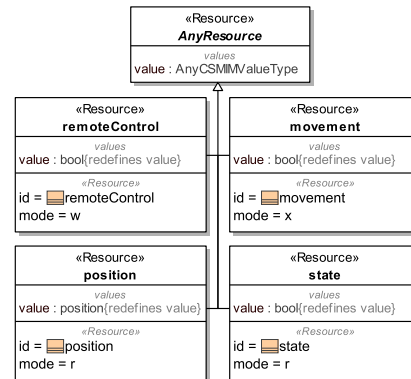 «Resource»
AnyResource
values
value : AnyCSMIMValueType
«Resource»
remoteControl
values
value : bool{redefines value}
«Resource»
id = remoteControl
mode = w
«Resource»
movement
values
value : bool{redefines value}
«Resource»
id = movement
mode = x
«Resource»
position
values
value : position{redefines value}
«Resource»
id = position
mode = r
«Resource»
state
values
value : bool{redefines value}
«Resource»
id = state
mode = r